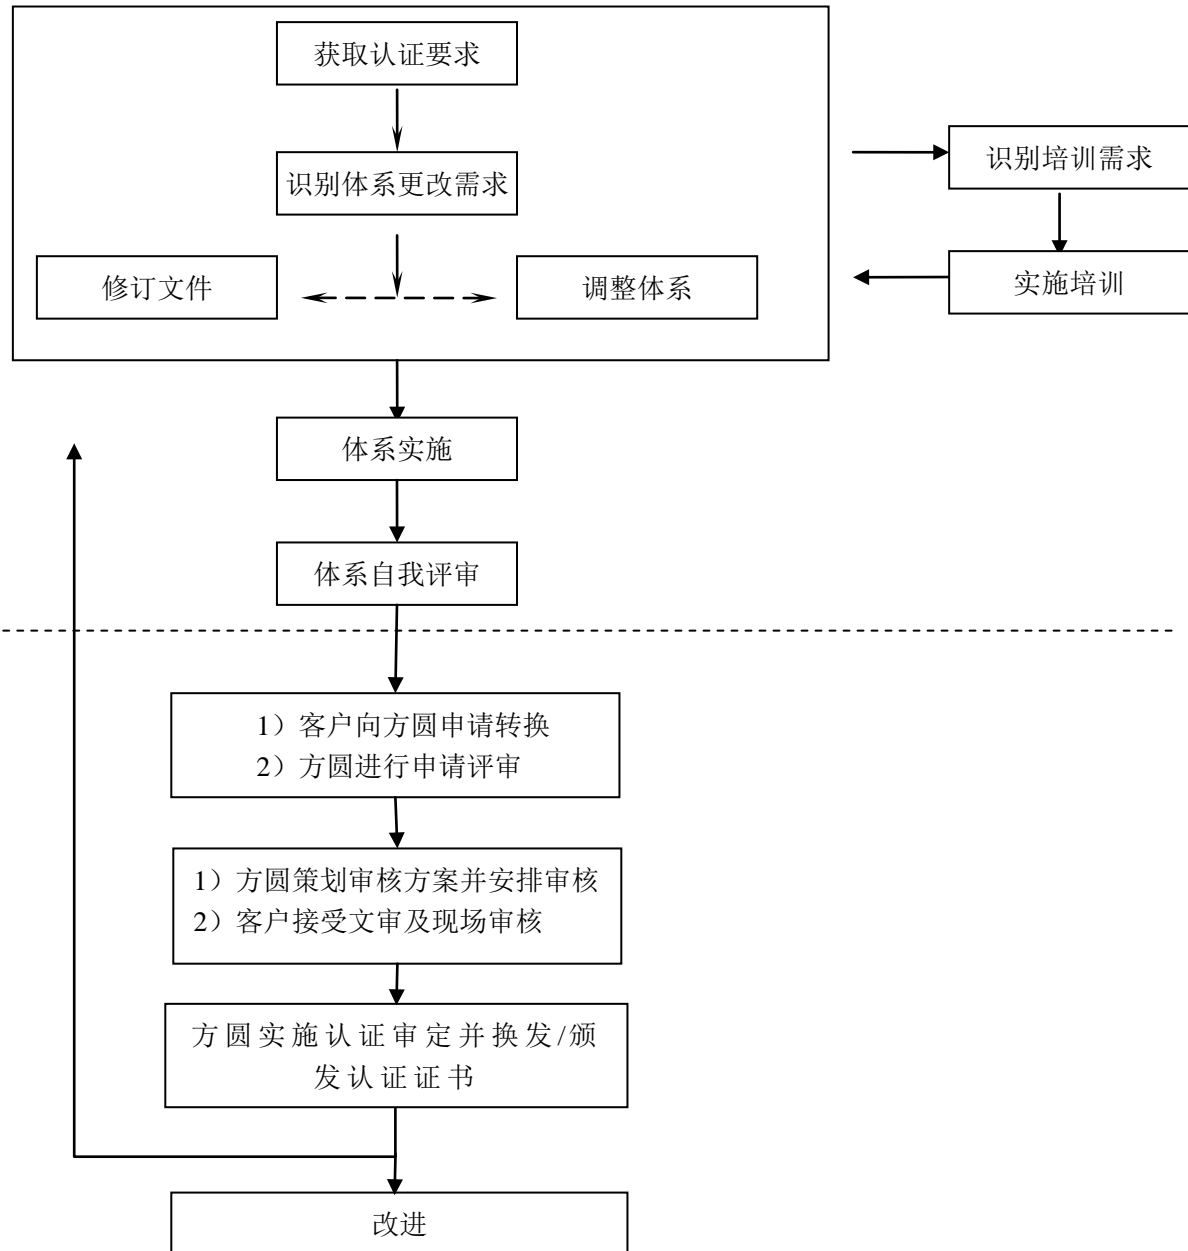 获取认证要求
识别体系更改需求
识别培训需求
修订文件
调整体系
实施培训
体系实施
体系自我评审
1）客户向方圆申请转换
2）方圆进行申请评审
1）方圆策划审核方案并安排审核
2）客户接受文审及现场审核
方圆实施认证审定并换发/颁
发认证证书
改进